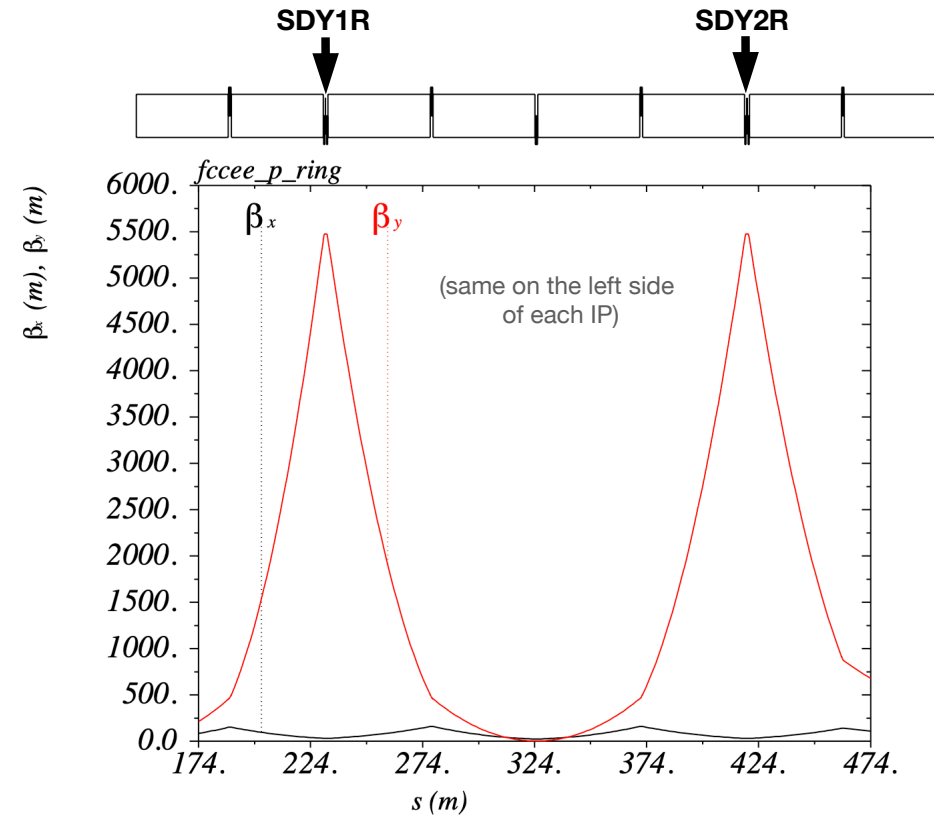 SDY1R SDY2R
fccee_p_ring
βx (m), βy (m)
6000.
5500.
5000.
4500.
4000.
3500.
3000.
2500.
2000.
1500.
1000.
500.
0.0
βx βy
(same on the left side
of each IP)
174. 224. 274. 324. 374. 424. 474.
s (m)